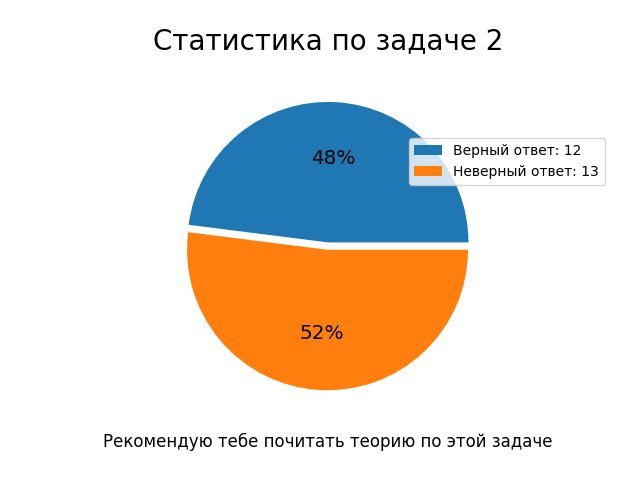 Статистика по задаче 2
Верный ответ: 12
Неверный ответ: 13
48%
52%
Рекомендую тебе почитать теорию по этой задаче